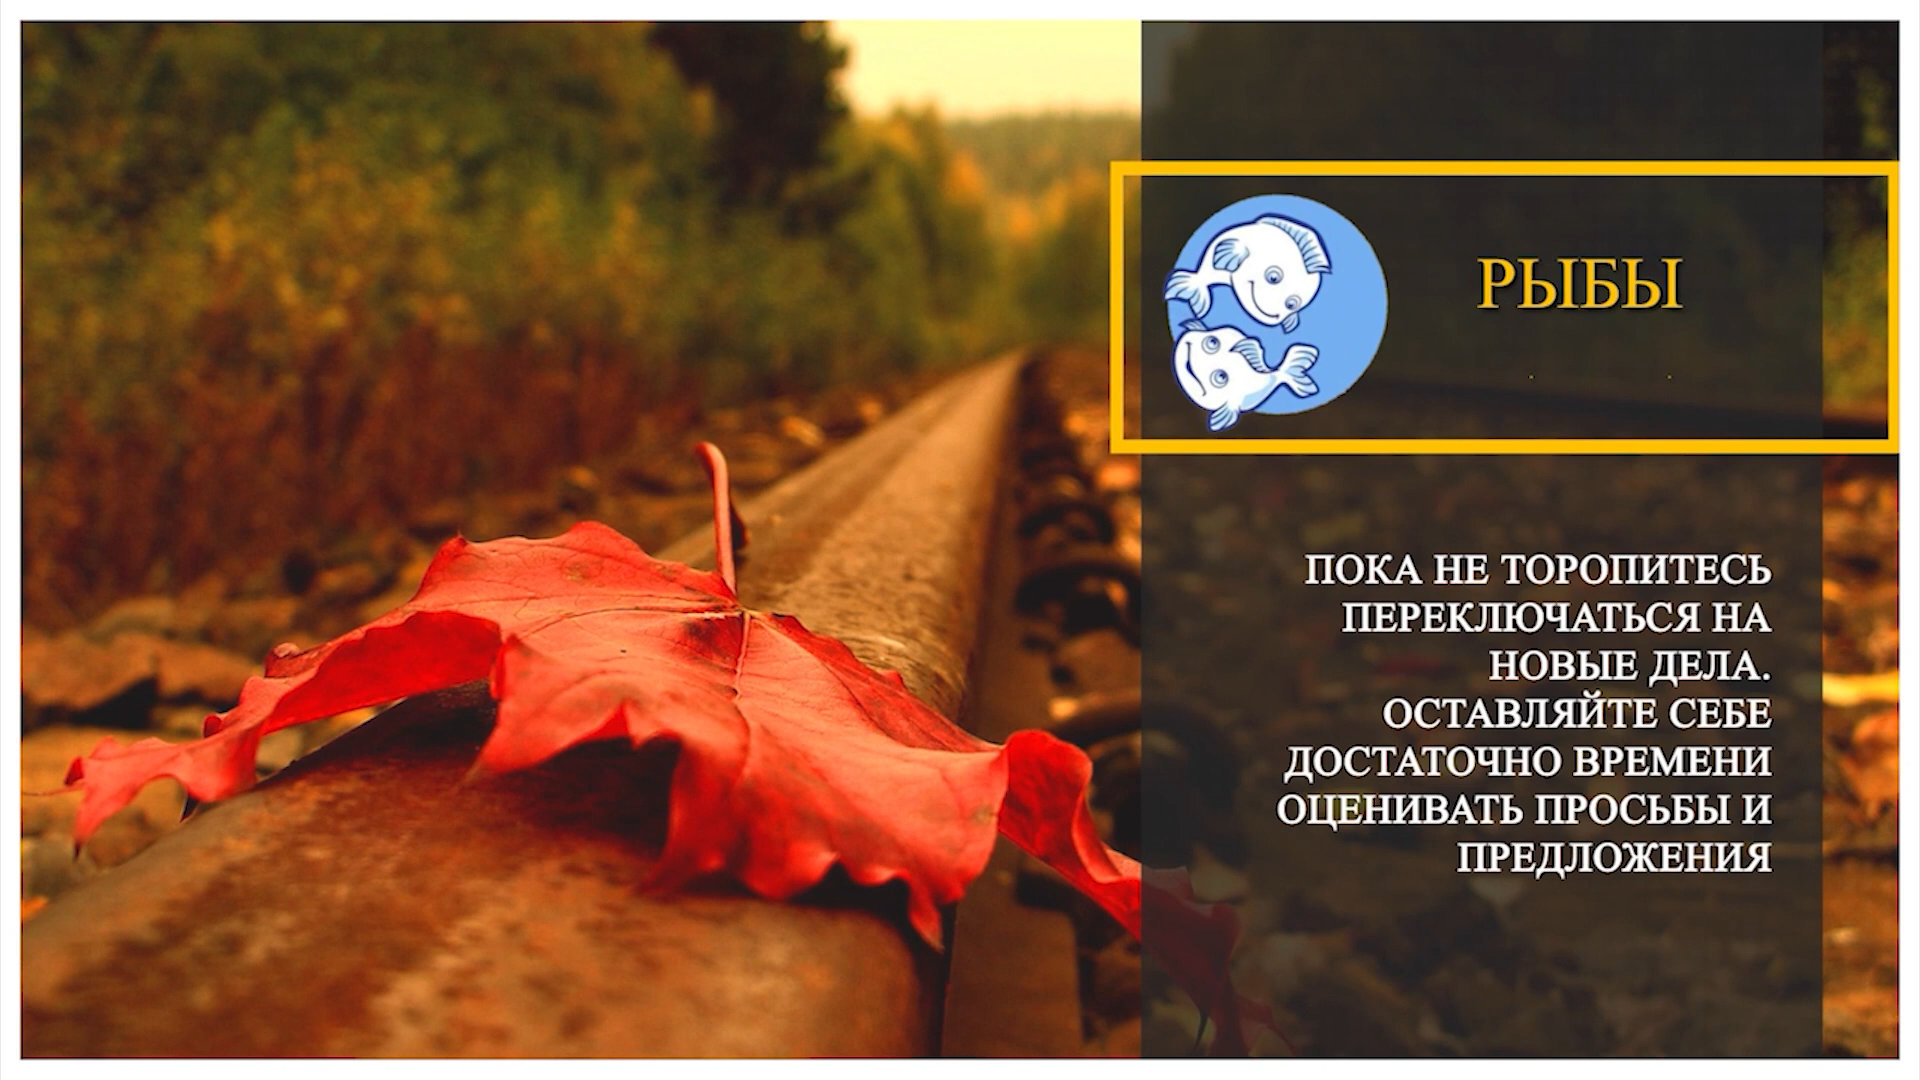 РЫБЫ
ПОКА НЕ ТОРОПИТЕСЬ
ПЕРЕКЛЮЧАТЬСЯ НА
НОВЫЕ ДЕЛА.
ОСТАВЛЯЙТЕ СЕБЕ
ДОСТАТОЧНО ВРЕМЕНИ
ОЦЕНИВАТЬ ПРОСЬБЫ И
ПРЕДЛОЖЕНИЯ